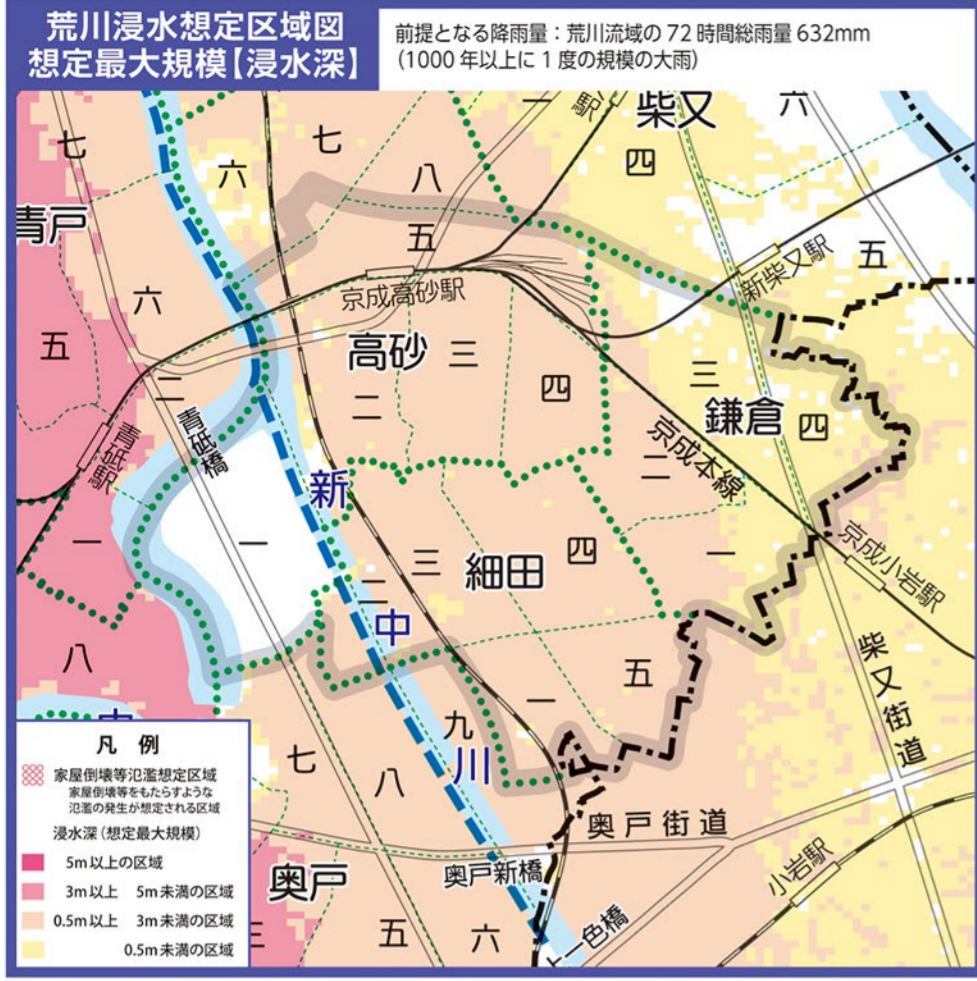 荒川浸水想定区域図
想定最大規模【浸水深】
前提となる降雨量：荒川流域の72時間総雨量632mm
（1000年以上に1度の規模の大雨）
七
六
七
八
一
柴又
四
六
青戸
五
新柴又駅
五
六
京成高砂駅
五
高砂
三
二
四
三
鎌倉
四
二
青砥駅
青砥橋
京成本線
二
新
一
一
三
細田
四
一
京成小岩駅
二
中
八
五
柴又街道
一
九
川
七
八
奥戸街道
奥戸
奥戸新橋
小岩駅
五
六
上一色橋
凡 例
家屋倒壊等氾濫想定区域
家屋倒壊等をもたらすような
氾濫の発生が想定される区域
浸水深（想定最大規模）
5m以上の区域
3m以上 5m未満の区域
0.5m以上 3m未満の区域
0.5m未満の区域